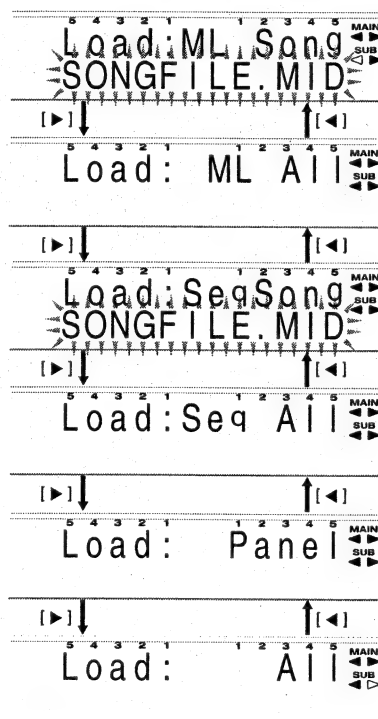 5 4 3 2 1 1 2 3 4 5 MAIN
Load:ML Song ◀ ▶
SUB
SONGFILE.MID ◁ ▶
[▶] [◀]
5 4 3 2 1 1 2 3 4 5 MAIN
Load: ML All ◀ ▶
SUB
◀ ▶
[▶] [◀]
5 4 3 2 1 1 2 3 4 5 MAIN
Load:SeqSong ◀ ▶
SUB
SONGFILE.MID ◀ ▶
[▶] [◀]
5 4 3 2 1 1 2 3 4 5 MAIN
Load:Seq All ◀ ▶
SUB
◀ ▶
[▶] [◀]
5 4 3 2 1 1 2 3 4 5 MAIN
Load: Panel ◀ ▶
SUB
◀ ▶
[▶] [◀]
5 4 3 2 1 1 2 3 4 5 MAIN
Load: All ◀ ▶
SUB
◀ ▷